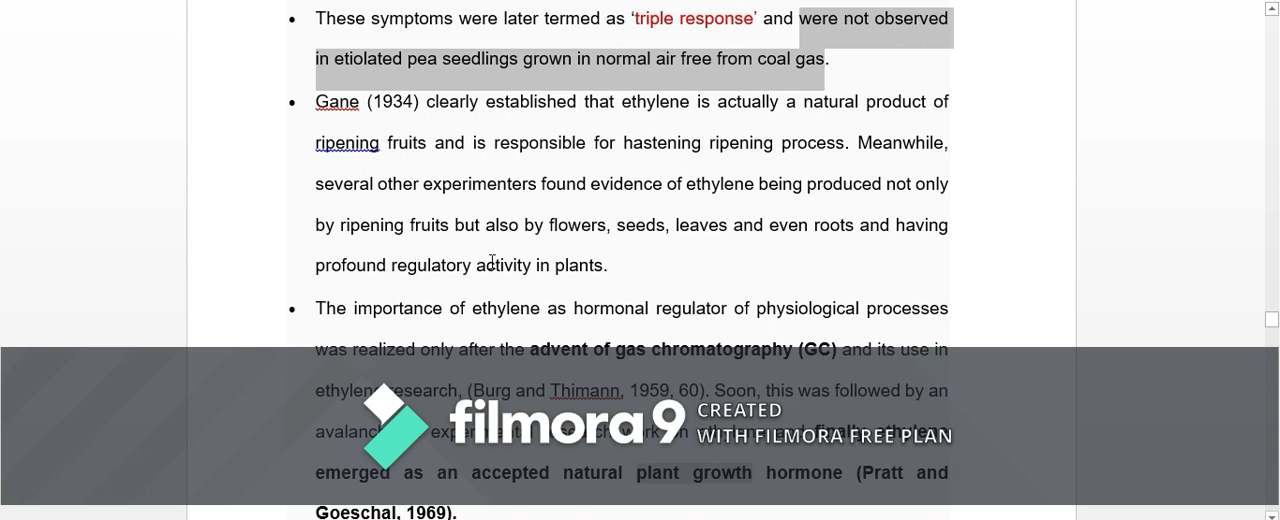 These symptoms were later termed as ‘triple response’ and were not observed
in etiolated pea seedlings grown in normal air free from coal gas.
Gane (1934) clearly established that ethylene is actually a natural product of
ripening fruits and is responsible for hastening ripening process. Meanwhile,
several other experimenters found evidence of ethylene being produced not only
by ripening fruits but also by flowers, seeds, leaves and even roots and having
profound regulatory activity in plants.
The importance of ethylene as hormonal regulator of physiological processes
was realized only after the advent of gas chromatography (GC) and its use in
ethylene research, (Burg and Thimann, 1959, 60). Soon, this was followed by an
finally ethylene
emerged as an accepted natural plant growth hormone (Pratt and
Goeschal, 1969).
filmora9
CREATED
WITH FILMORA FREE PLAN